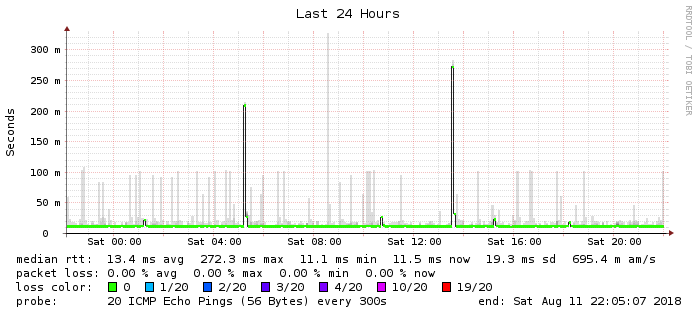 Last 24 Hours
RRDTOOL / TOBI OETIKER
Seconds
300 m
250 m
200 m
150 m
100 m
50 m
0
Sat 00:00 Sat 04:00 Sat 08:00 Sat 12:00 Sat 16:00 Sat 20:00
median rtt: 13.4 ms avg 272.3 ms max 11.1 ms min 11.5 ms now 19.3 ms sd 695.4 m am/s
packet loss: 0.00 % avg 0.00 % max 0.00 % min 0.00 % now
loss color: 0 1/20 2/20 3/20 4/20 10/20 19/20
probe: 20 ICMP Echo Pings (56 Bytes) every 300s end: Sat Aug 11 22:05:07 2018